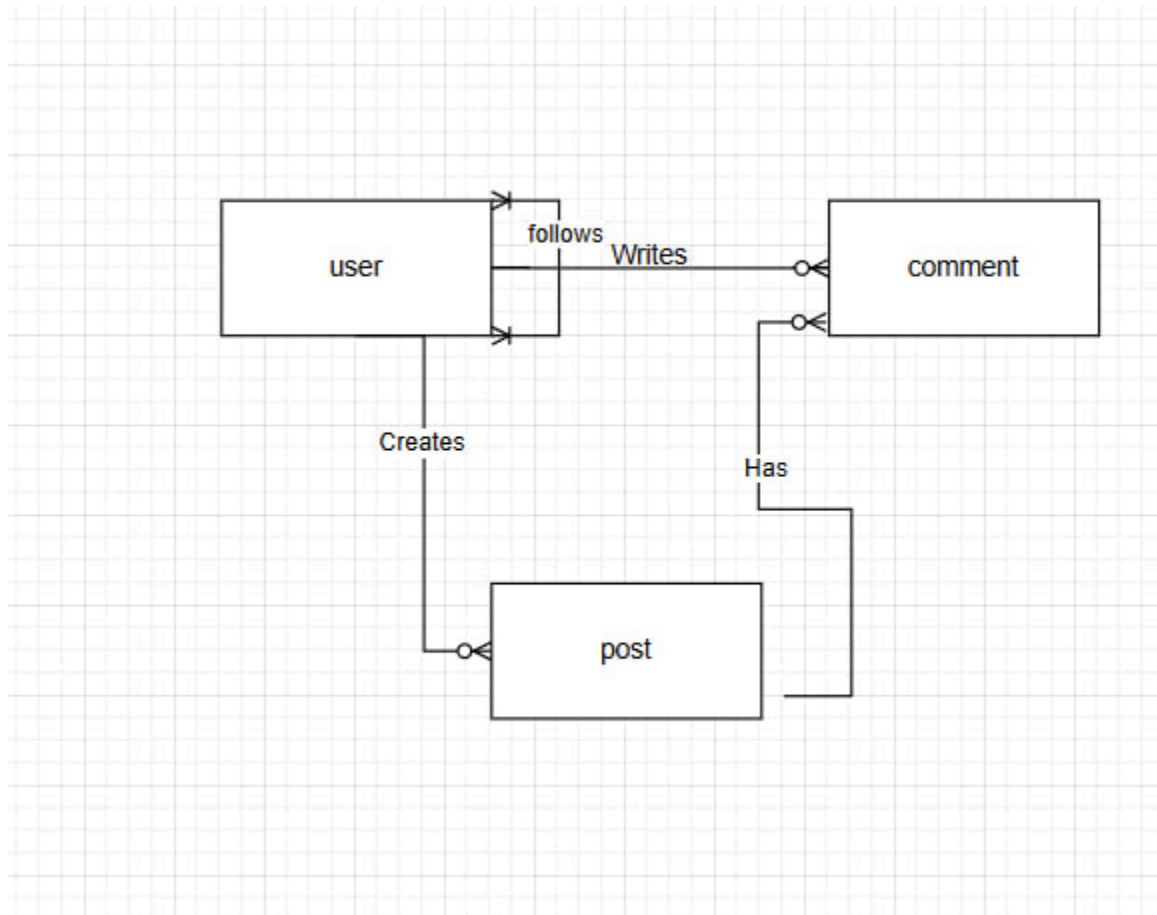 follows
Writes
user
comment
Creates
Has
post